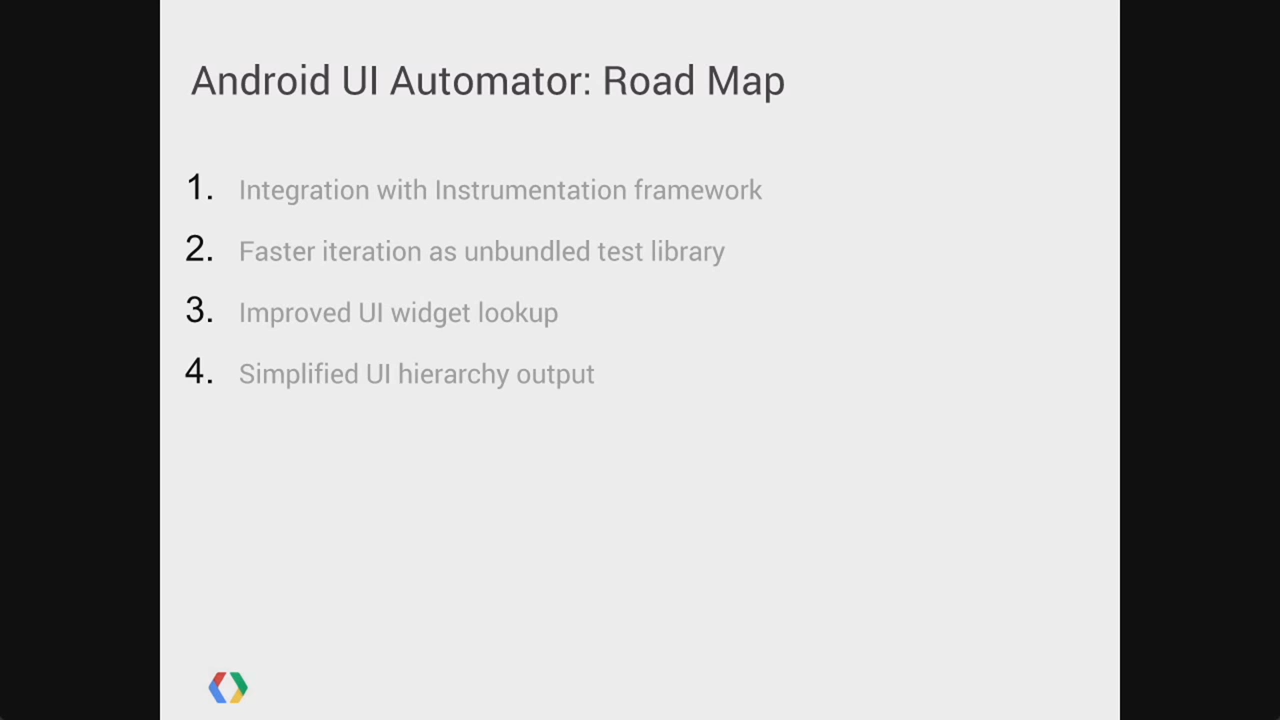 Android UI Automator: Road Map
1. Integration with Instrumentation framework
2. Faster iteration as unbundled test library
3. Improved UI widget lookup
4. Simplified UI hierarchy output